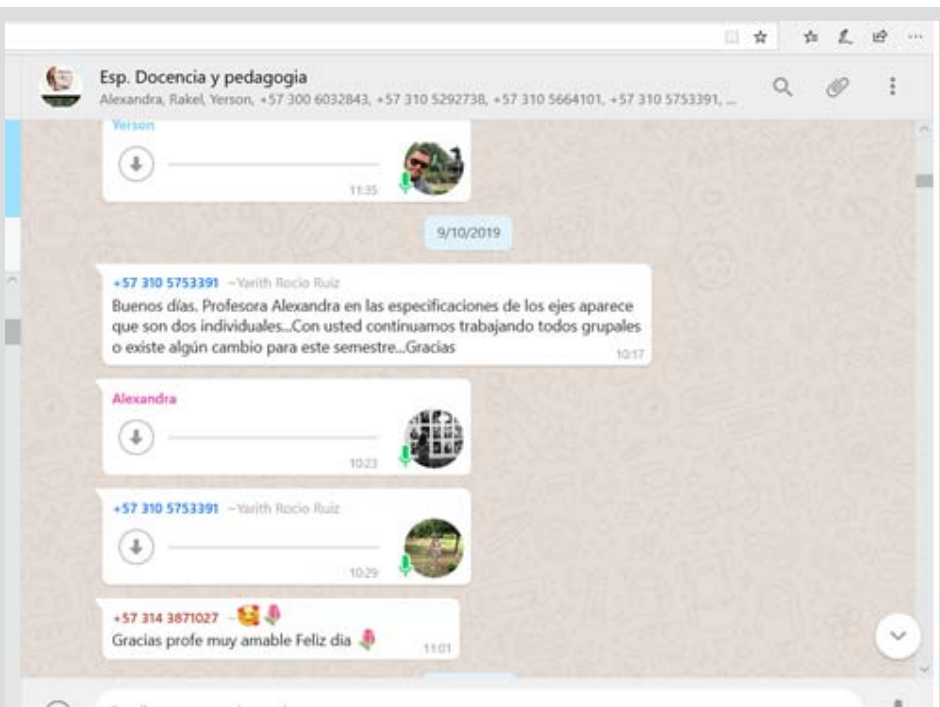 Esp. Docencia y pedagogia
Alexandra, Rakel, Yerson, +57 300 6032843, +57 310 5292738, +57 310 5664101, +57 310 5753391, ...
Yerson
11:35
9/10/2019
+57 310 5753391 ~Yarith Rocio Ruiz
Buenos días. Profesora Alexandra en las especificaciones de los ejes aparece
que son dos individuales...Con usted continuamos trabajando todos grupales
o existe algún cambio para este semestre...Gracias
10:17
Alexandra
10:23
+57 310 5753391 ~Yarith Rocio Ruiz
10:29
+57 314 3871027 ~🥰🌷
Gracias profe muy amable Feliz dia 🌷
11:01